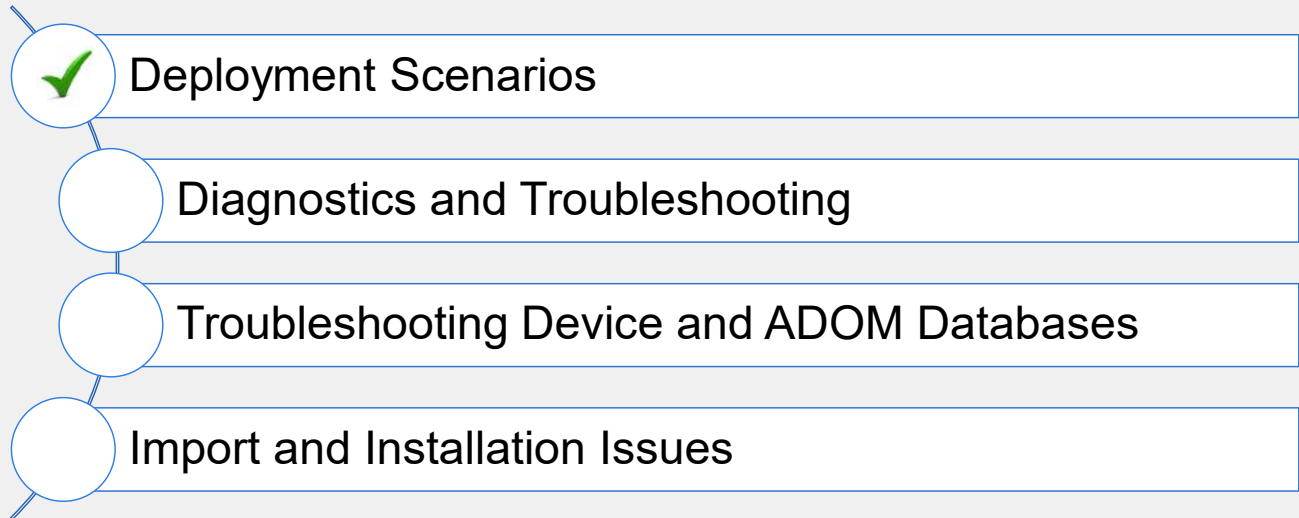 Deployment Scenarios
Diagnostics and Troubleshooting
Troubleshooting Device and ADOM Databases
Import and Installation Issues